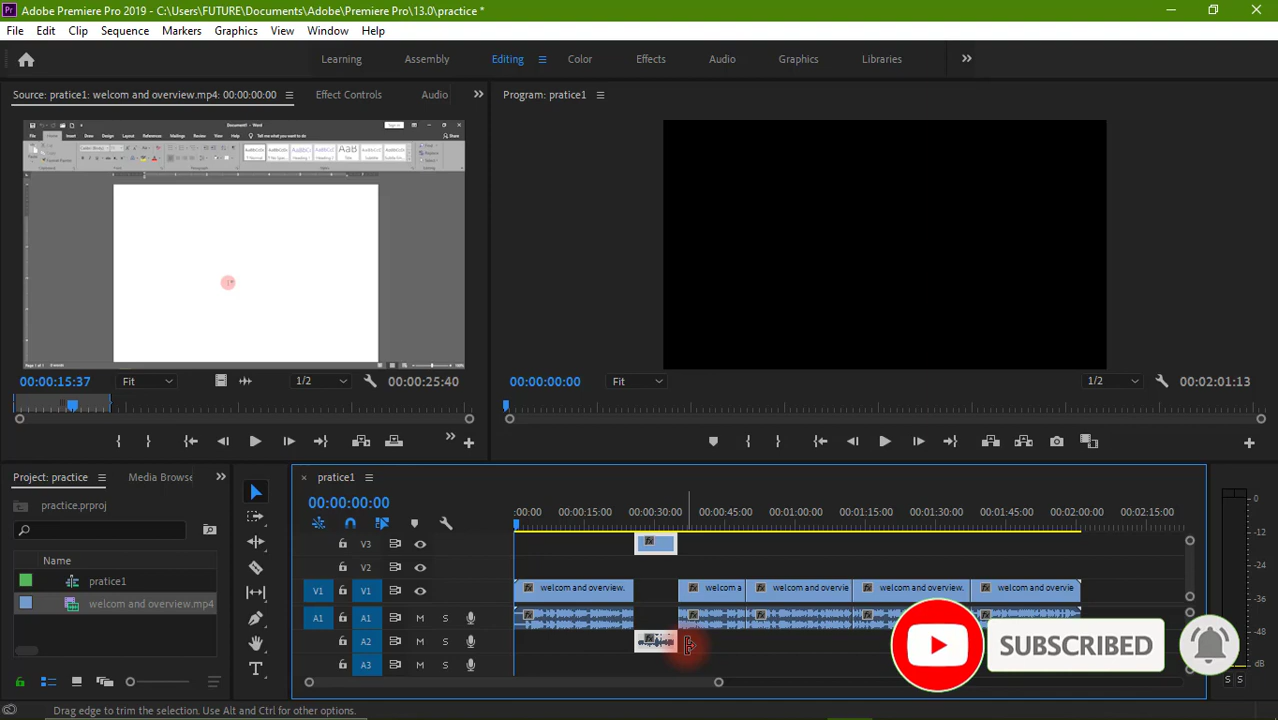 Adobe Premiere Pro 2019 - C:\Users\FUTURE\Documents\Adobe\Premiere Pro\13.0\practice *
File Edit Clip Sequence Markers Graphics View Window Help
Learning Assembly Editing Color Effects Audio Graphics Libraries
Source: pratice1: welcom and overview.mp4: 00:00:00:00 Effect Controls Audio
Program: pratice1
00:00:15:37 Fit 1/2 00:00:25:40
00:00:00:00 Fit 1/2 00:02:01:13
Project: practice Media Browse
practice.prproj
Name
pratice1
welcom and overview.mp4
pratice1
00:00:00:00
:00:00 00:00:15:00 00:00:30:00 00:00:45:00 00:01:00:00 00:01:15:00 00:01:30:00 00:01:45:00 00:02:00:00 00:02:15:00
V3
V2
V1 V1 welcom and overview. welcom a welcom and overvie welcom and overview. welcom and overvie
A1 A1 M S
A2 M S
A3 M S
SUBSCRIBED
0
-12
-24
-36
-48
dB
S S
Drag edge to trim the selection. Use Alt and Ctrl for other options.